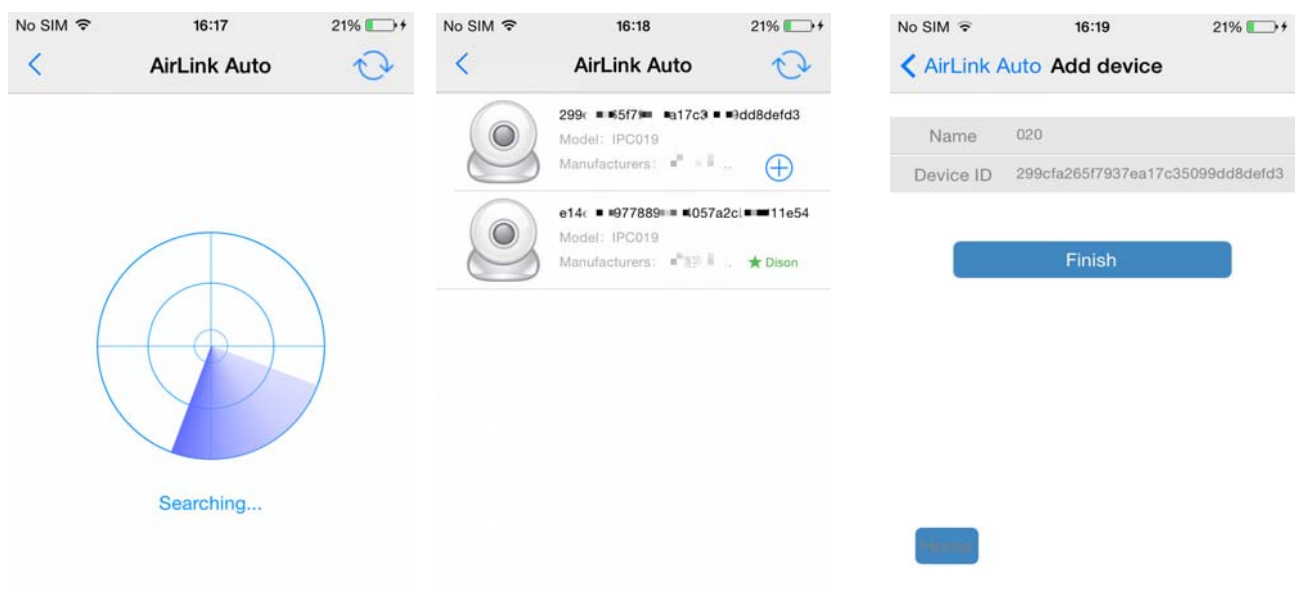 No SIM 16:17 21%
AirLink Auto
Searching...
No SIM 16:18 21%
AirLink Auto
Model: IPC019
Manufacturers:
Model: IPC019
Manufacturers: ★ Dison
No SIM 16:19 21%
AirLink Auto Add device
Name 020
Device ID 299cfa265f7937ea17c35099dd8defd3
Finish
Home